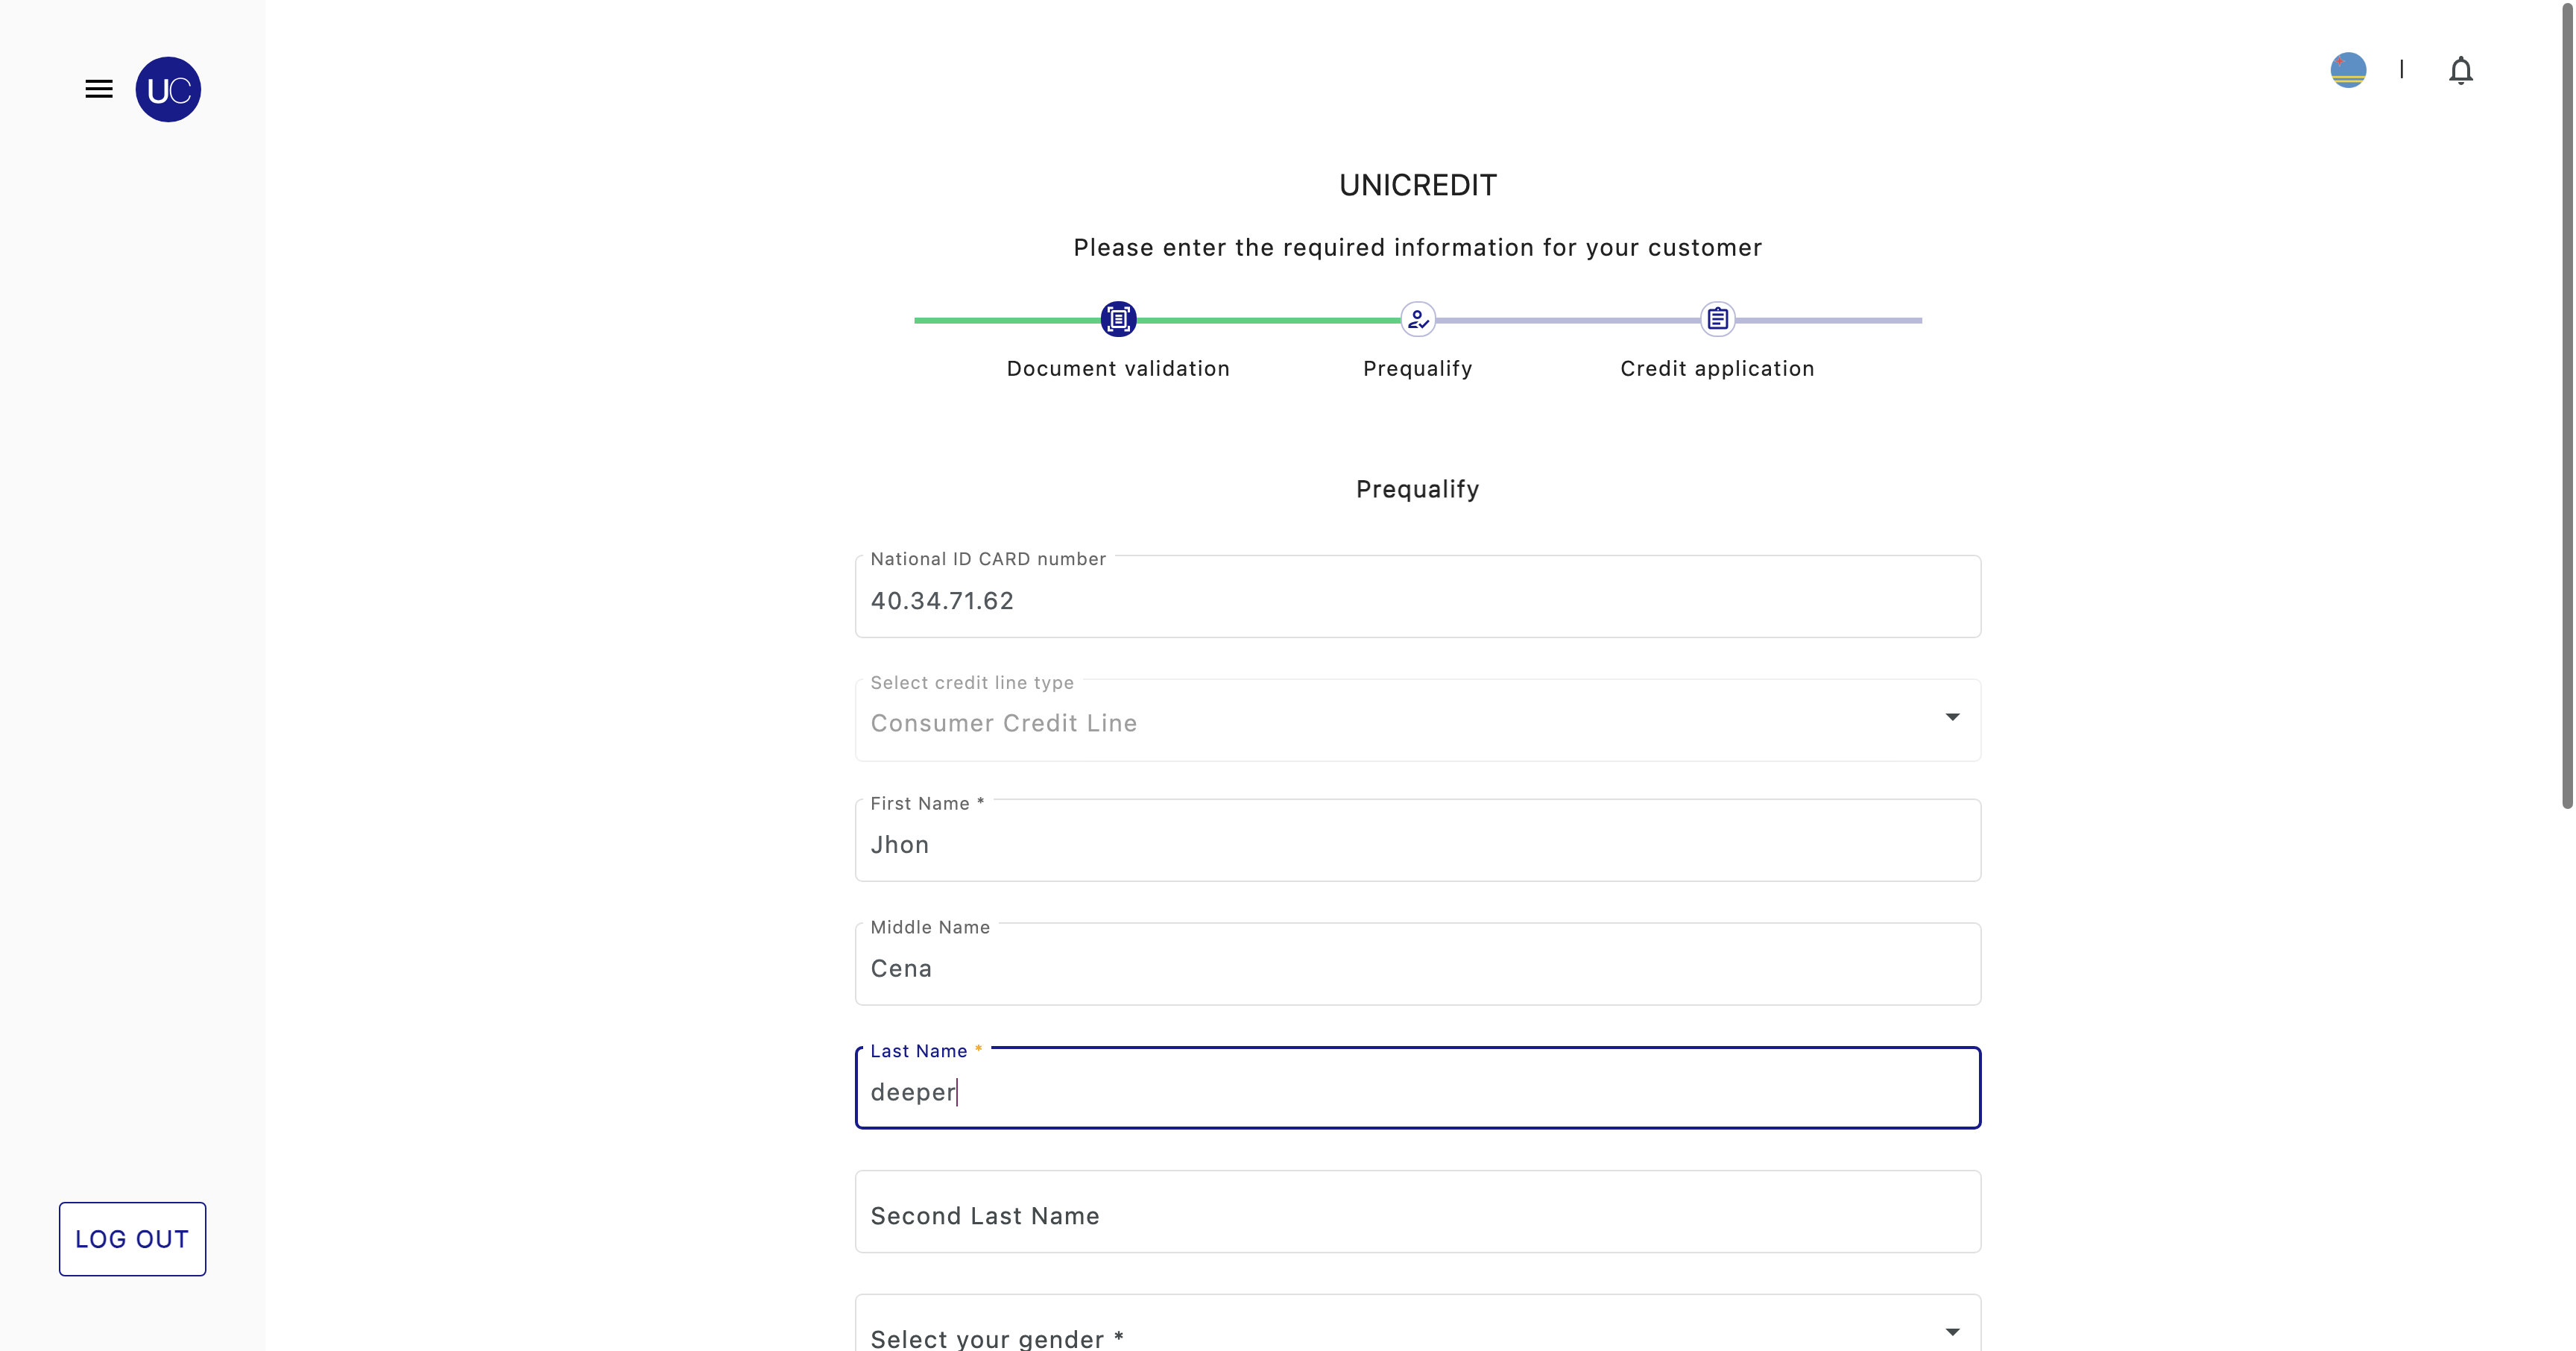 UC
UNICREDIT
Please enter the required information for your customer
Document validation
Prequalify
Credit application
Prequalify
National ID CARD number
40.34.71.62
Select credit line type
Consumer Credit Line
First Name *
Jhon
Middle Name
Cena
Last Name *
deeper
Second Last Name
Select your gender *
LOG OUT